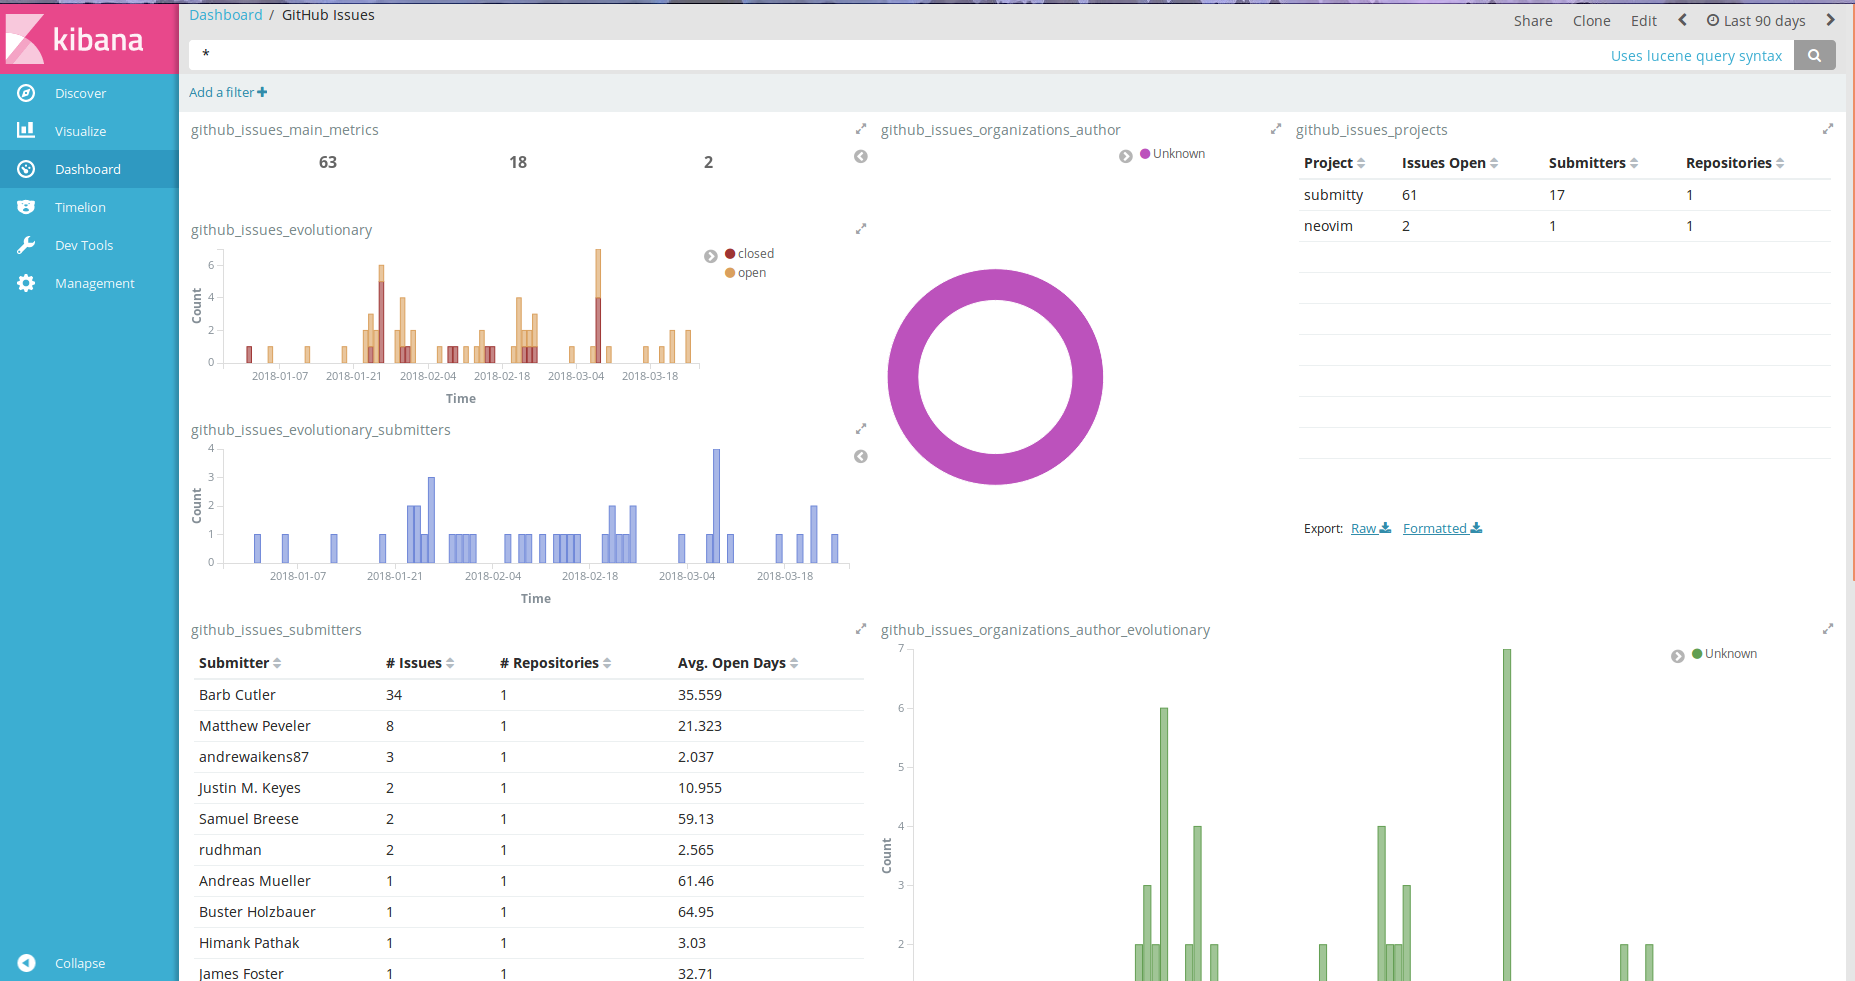 kibana
Discover
Visualize
Dashboard
Timelion
Dev Tools
Management
Collapse
Dashboard / GitHub Issues
Share Clone Edit Last 90 days
*
Uses lucene query syntax
Add a filter
github_issues_main_metrics
63 18 2
github_issues_evolutionary
closed
open
6
4
2
0
Count
2018-01-07 2018-01-21 2018-02-04 2018-02-18 2018-03-04 2018-03-18
Time
github_issues_evolutionary_submitters
4
3
2
1
0
Count
2018-01-07 2018-01-21 2018-02-04 2018-02-18 2018-03-04 2018-03-18
Time
github_issues_organizations_author
Unknown
github_issues_projects
Project Issues Open Submitters Repositories
submitty 61 17 1
neovim 2 1 1
Export: Raw Formatted
github_issues_submitters
Submitter # Issues # Repositories Avg. Open Days
Barb Cutler 34 1 35.559
Matthew Peveler 8 1 21.323
andrewaikens87 3 1 2.037
Justin M. Keyes 2 1 10.955
Samuel Breese 2 1 59.13
rudhman 2 1 2.565
Andreas Mueller 1 1 61.46
Buster Holzbauer 1 1 64.95
Himank Pathak 1 1 3.03
James Foster 1 1 32.71
github_issues_organizations_author_evolutionary
Unknown
7
6
5
4
3
2
Count